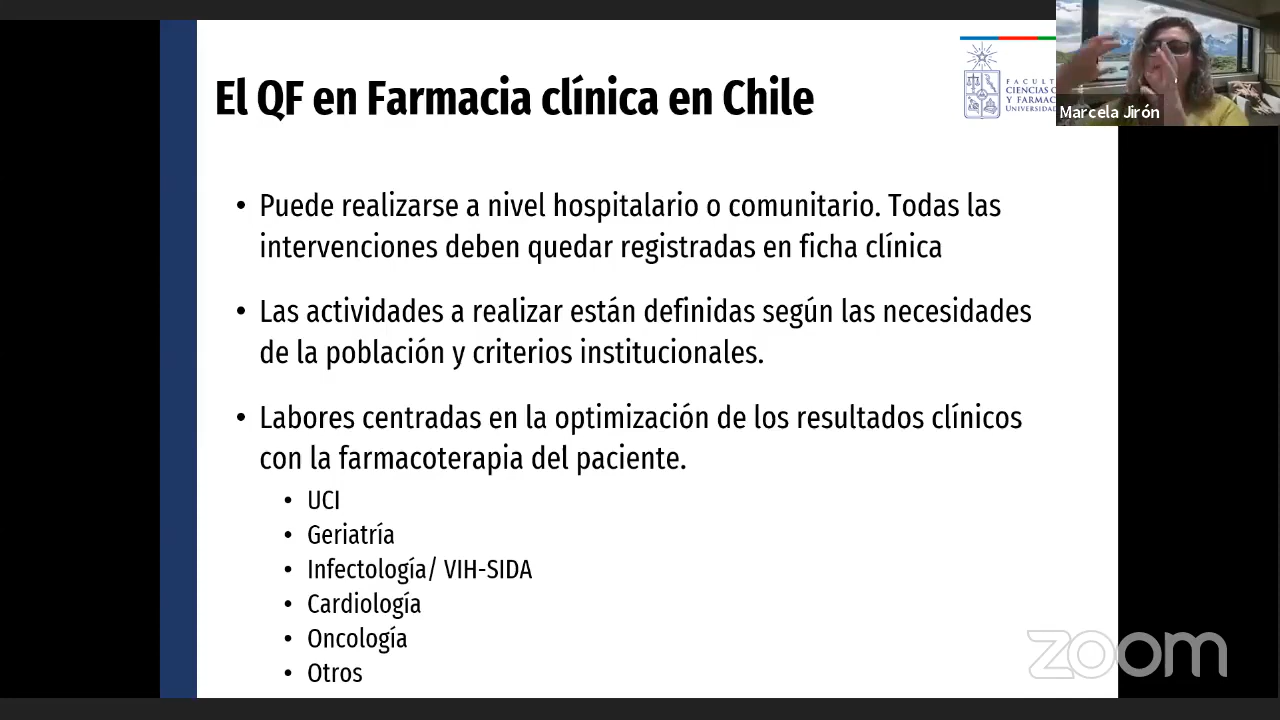 El QF en Farmacia clínica en Chile
FACULT
CIENCIAS Q
Y FARMAC
UNIVERSIDA
Marcela Jirón
• Puede realizarse a nivel hospitalario o comunitario. Todas las
intervenciones deben quedar registradas en ficha clínica
• Las actividades a realizar están definidas según las necesidades
de la población y criterios institucionales.
• Labores centradas en la optimización de los resultados clínicos
con la farmacoterapia del paciente.
• UCI
• Geriatría
• Infectología/ VIH-SIDA
• Cardiología
• Oncología
• Otros
zoom